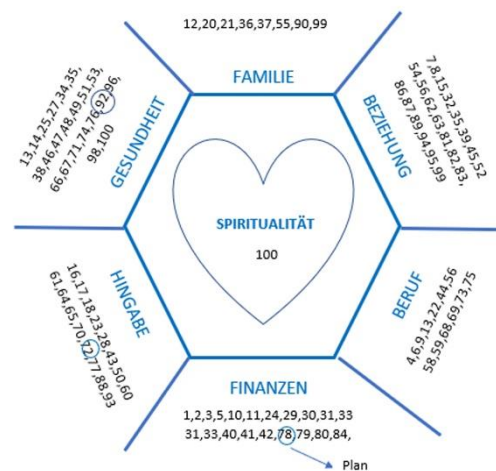 12,20,21,36,37,55,90,99
FAMILIE
7,8,15,32,35,39,45,52
54,56,62,63,81,82,83,
86,87,89,94,95,99
BEZIEHUNG
13,14,25,27,34,35,
38,46,47,48,49,51,53,
66,67,71,74,76,92,96,
98,100
GESUNDHEIT
SPIRITUALITÄT
100
HINGABE
16,17,18,23,28,43,50,60
61,64,65,70,72,77,88,93
BERUF
4,6,9,13,22,44,56
58,59,68,69,73,75
FINANZEN
1,2,3,5,10,11,24,29,30,31,33
31,33,40,41,42,78,79,80,84,
Plan